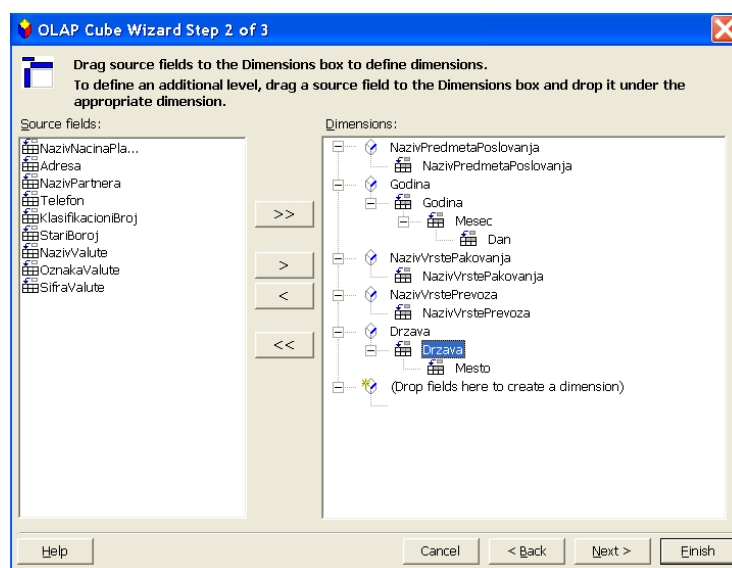 OLAP Cube Wizard Step 2 of 3
Drag source fields to the Dimensions box to define dimensions.
To define an additional level, drag a source field to the Dimensions box and drop it under the
appropriate dimension.
Source fields:
NazivNacinaPla...
Adresa
NazivPartnera
Telefon
KlasifikacioniBroj
StariBoroj
NazivValute
OznakaValute
SifraValute
>>
>
<
<<
Dimensions:
NazivPredmetaPoslovanja
NazivPredmetaPoslovanja
Godina
Godina
Mesec
Dan
NazivVrstePakovanja
NazivVrstePakovanja
NazivVrstePrevoza
NazivVrstePrevoza
Drzava
Drzava
Mesto
(Drop fields here to create a dimension)
Help
Cancel
< Back
Next >
Finish